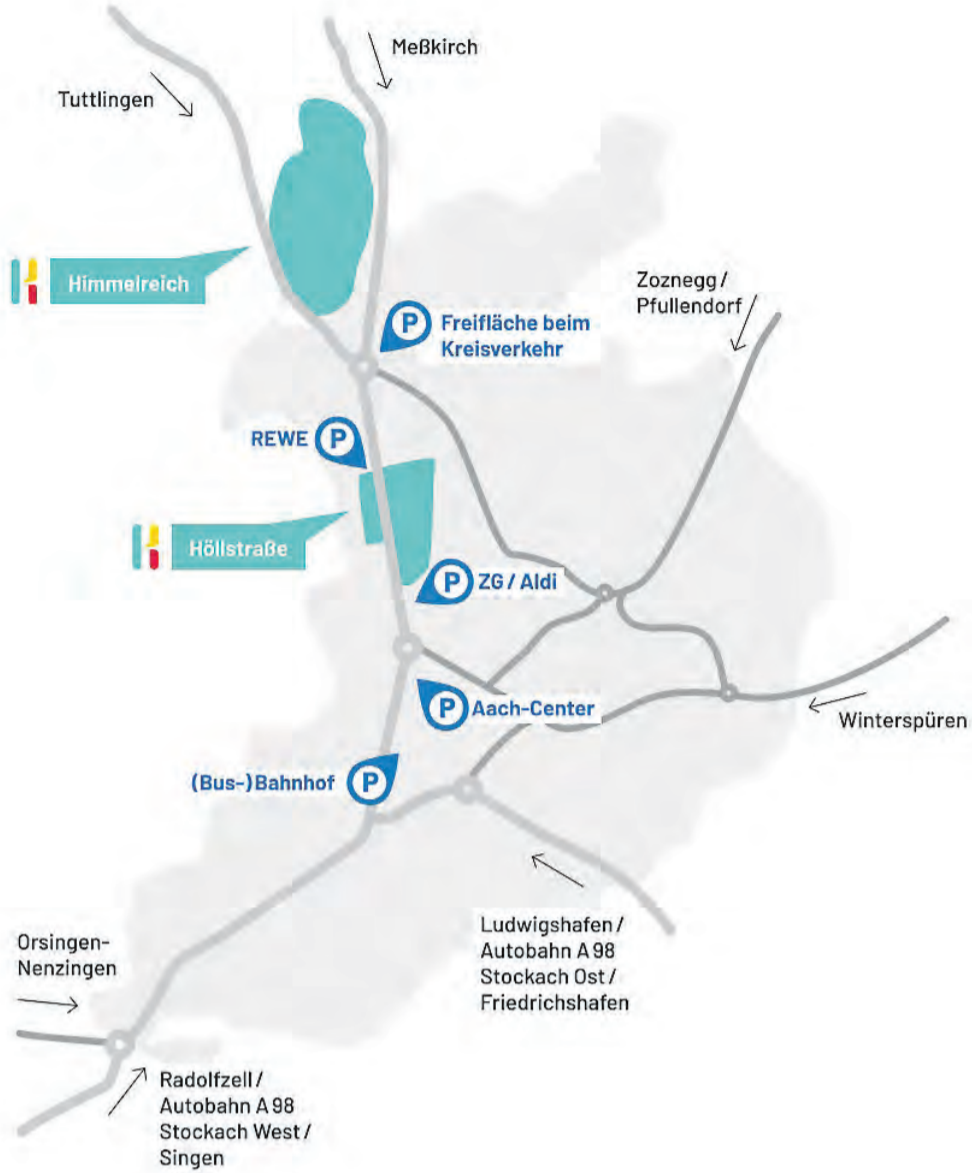 Meßkirch
Tuttlingen
Himmelreich
Zoznegg /
Pfullendorf
P
Freifläche beim
Kreisverkehr
REWE
P
Höllstraße
P
ZG / Aldi
P
Aach-Center
Winterspüren
(Bus-)Bahnhof
P
Ludwigshafen /
Autobahn A 98
Stockach Ost /
Friedrichshafen
Orsingen-
Nenzingen
Radolfzell /
Autobahn A 98
Stockach West /
Singen